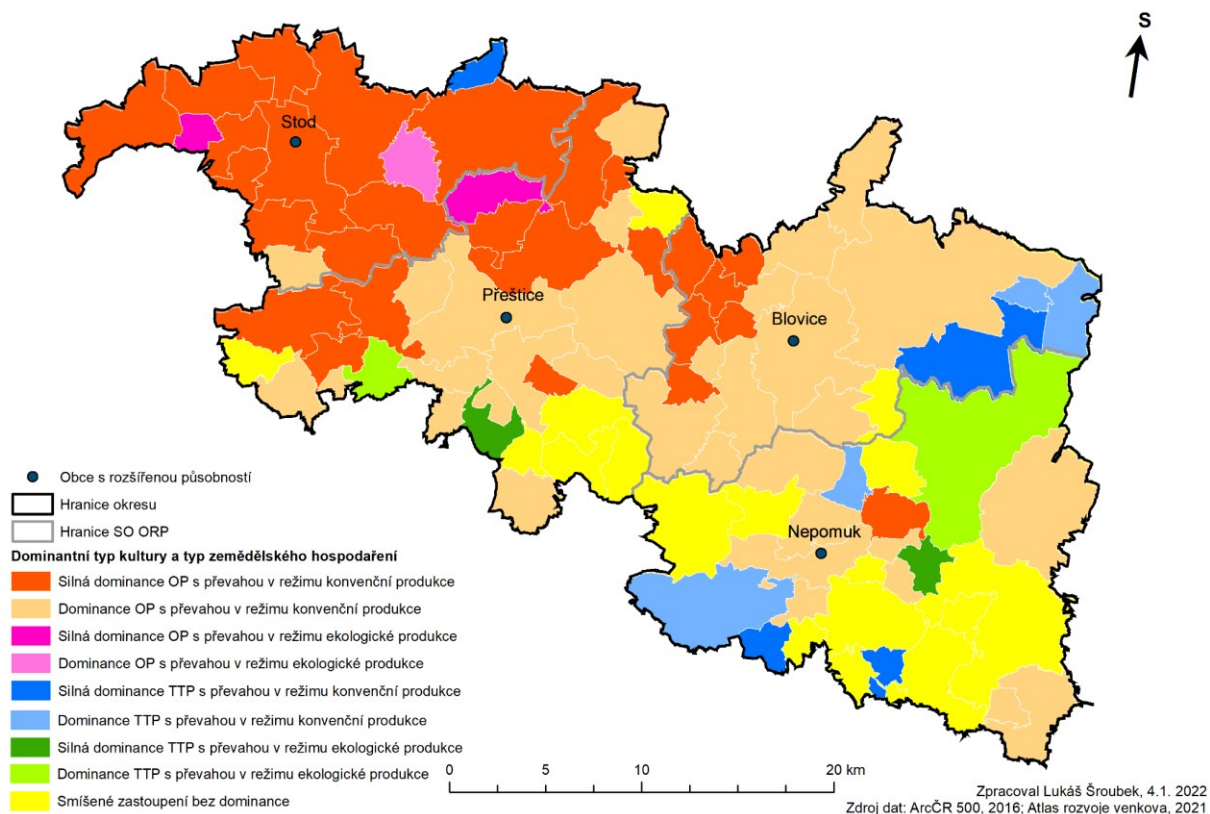 S
Stod
Přeštice
Blovice
Nepomuk
Obce s rozšířenou působností
Hranice okresu
Hranice SO ORP
Dominantní typ kultury a typ zemědělského hospodaření
Silná dominance OP s převahou v režimu konvenční produkce
Dominance OP s převahou v režimu konvenční produkce
Silná dominance OP s převahou v režimu ekologické produkce
Dominance OP s převahou v režimu ekologické produkce
Silná dominance TTP s převahou v režimu konvenční produkce
Dominance TTP s převahou v režimu konvenční produkce
Silná dominance TTP s převahou v režimu ekologické produkce
Dominance TTP s převahou v režimu ekologické produkce
Smíšené zastoupení bez dominance
0 5 10 20 km
Zpracoval Lukáš Šroubek, 4.1. 2022
Zdroj dat: ArcČR 500, 2016; Atlas rozvoje venkova, 2021